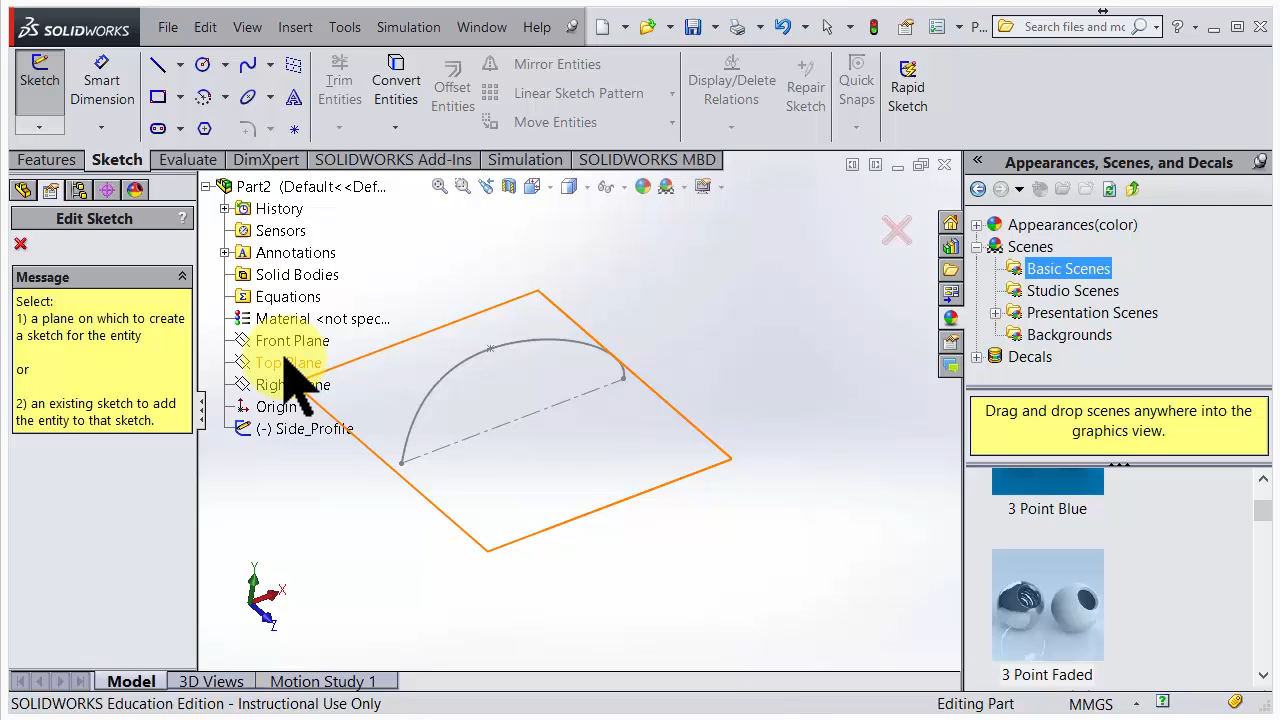 SOLIDWORKS File Edit View Insert Tools Simulation Window Help P... Search files and mo
Sketch Smart Dimension Trim Entities Convert Entities Offset Entities Mirror Entities Linear Sketch Pattern Move Entities Display/Delete Relations Repair Sketch Quick Snaps Rapid Sketch
Features Sketch Evaluate DimXpert SOLIDWORKS Add-Ins Simulation SOLIDWORKS MBD
Edit Sketch ?
Message
Select:
1) a plane on which to create
a sketch for the entity
or
2) an existing sketch to add
the entity to that sketch.
Part2 (Default<<Def...
History
Sensors
Annotations
Solid Bodies
Equations
Material <not spec...
Front Plane
Top Plane
Right Plane
Origin
(-) Side_Profile
Y
X
Z
Appearances, Scenes, and Decals
Appearances(color)
Scenes
Basic Scenes
Studio Scenes
Presentation Scenes
Backgrounds
Decals
Drag and drop scenes anywhere into the
graphics view.
3 Point Blue
3 Point Faded
Model 3D Views Motion Study 1
SOLIDWORKS Education Edition - Instructional Use Only Editing Part MMGS